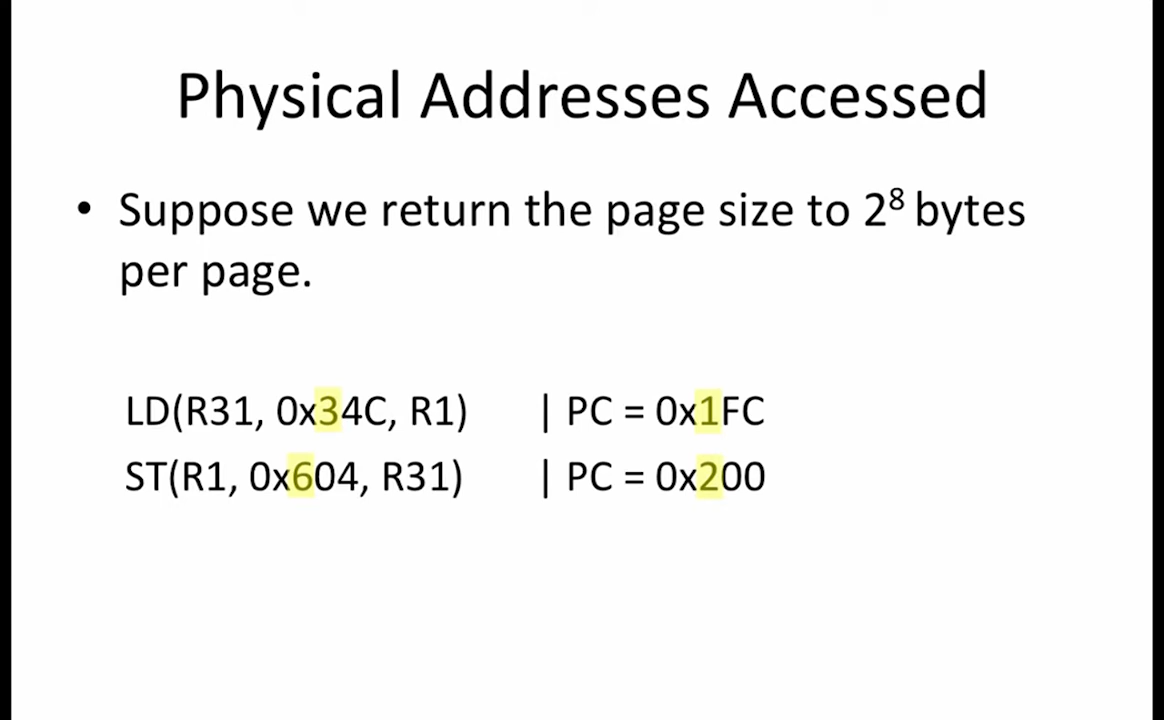 Physical Addresses Accessed
• Suppose we return the page size to 2⁸ bytes
per page.
LD(R31, 0x34C, R1) | PC = 0x1FC
ST(R1, 0x604, R31) | PC = 0x200